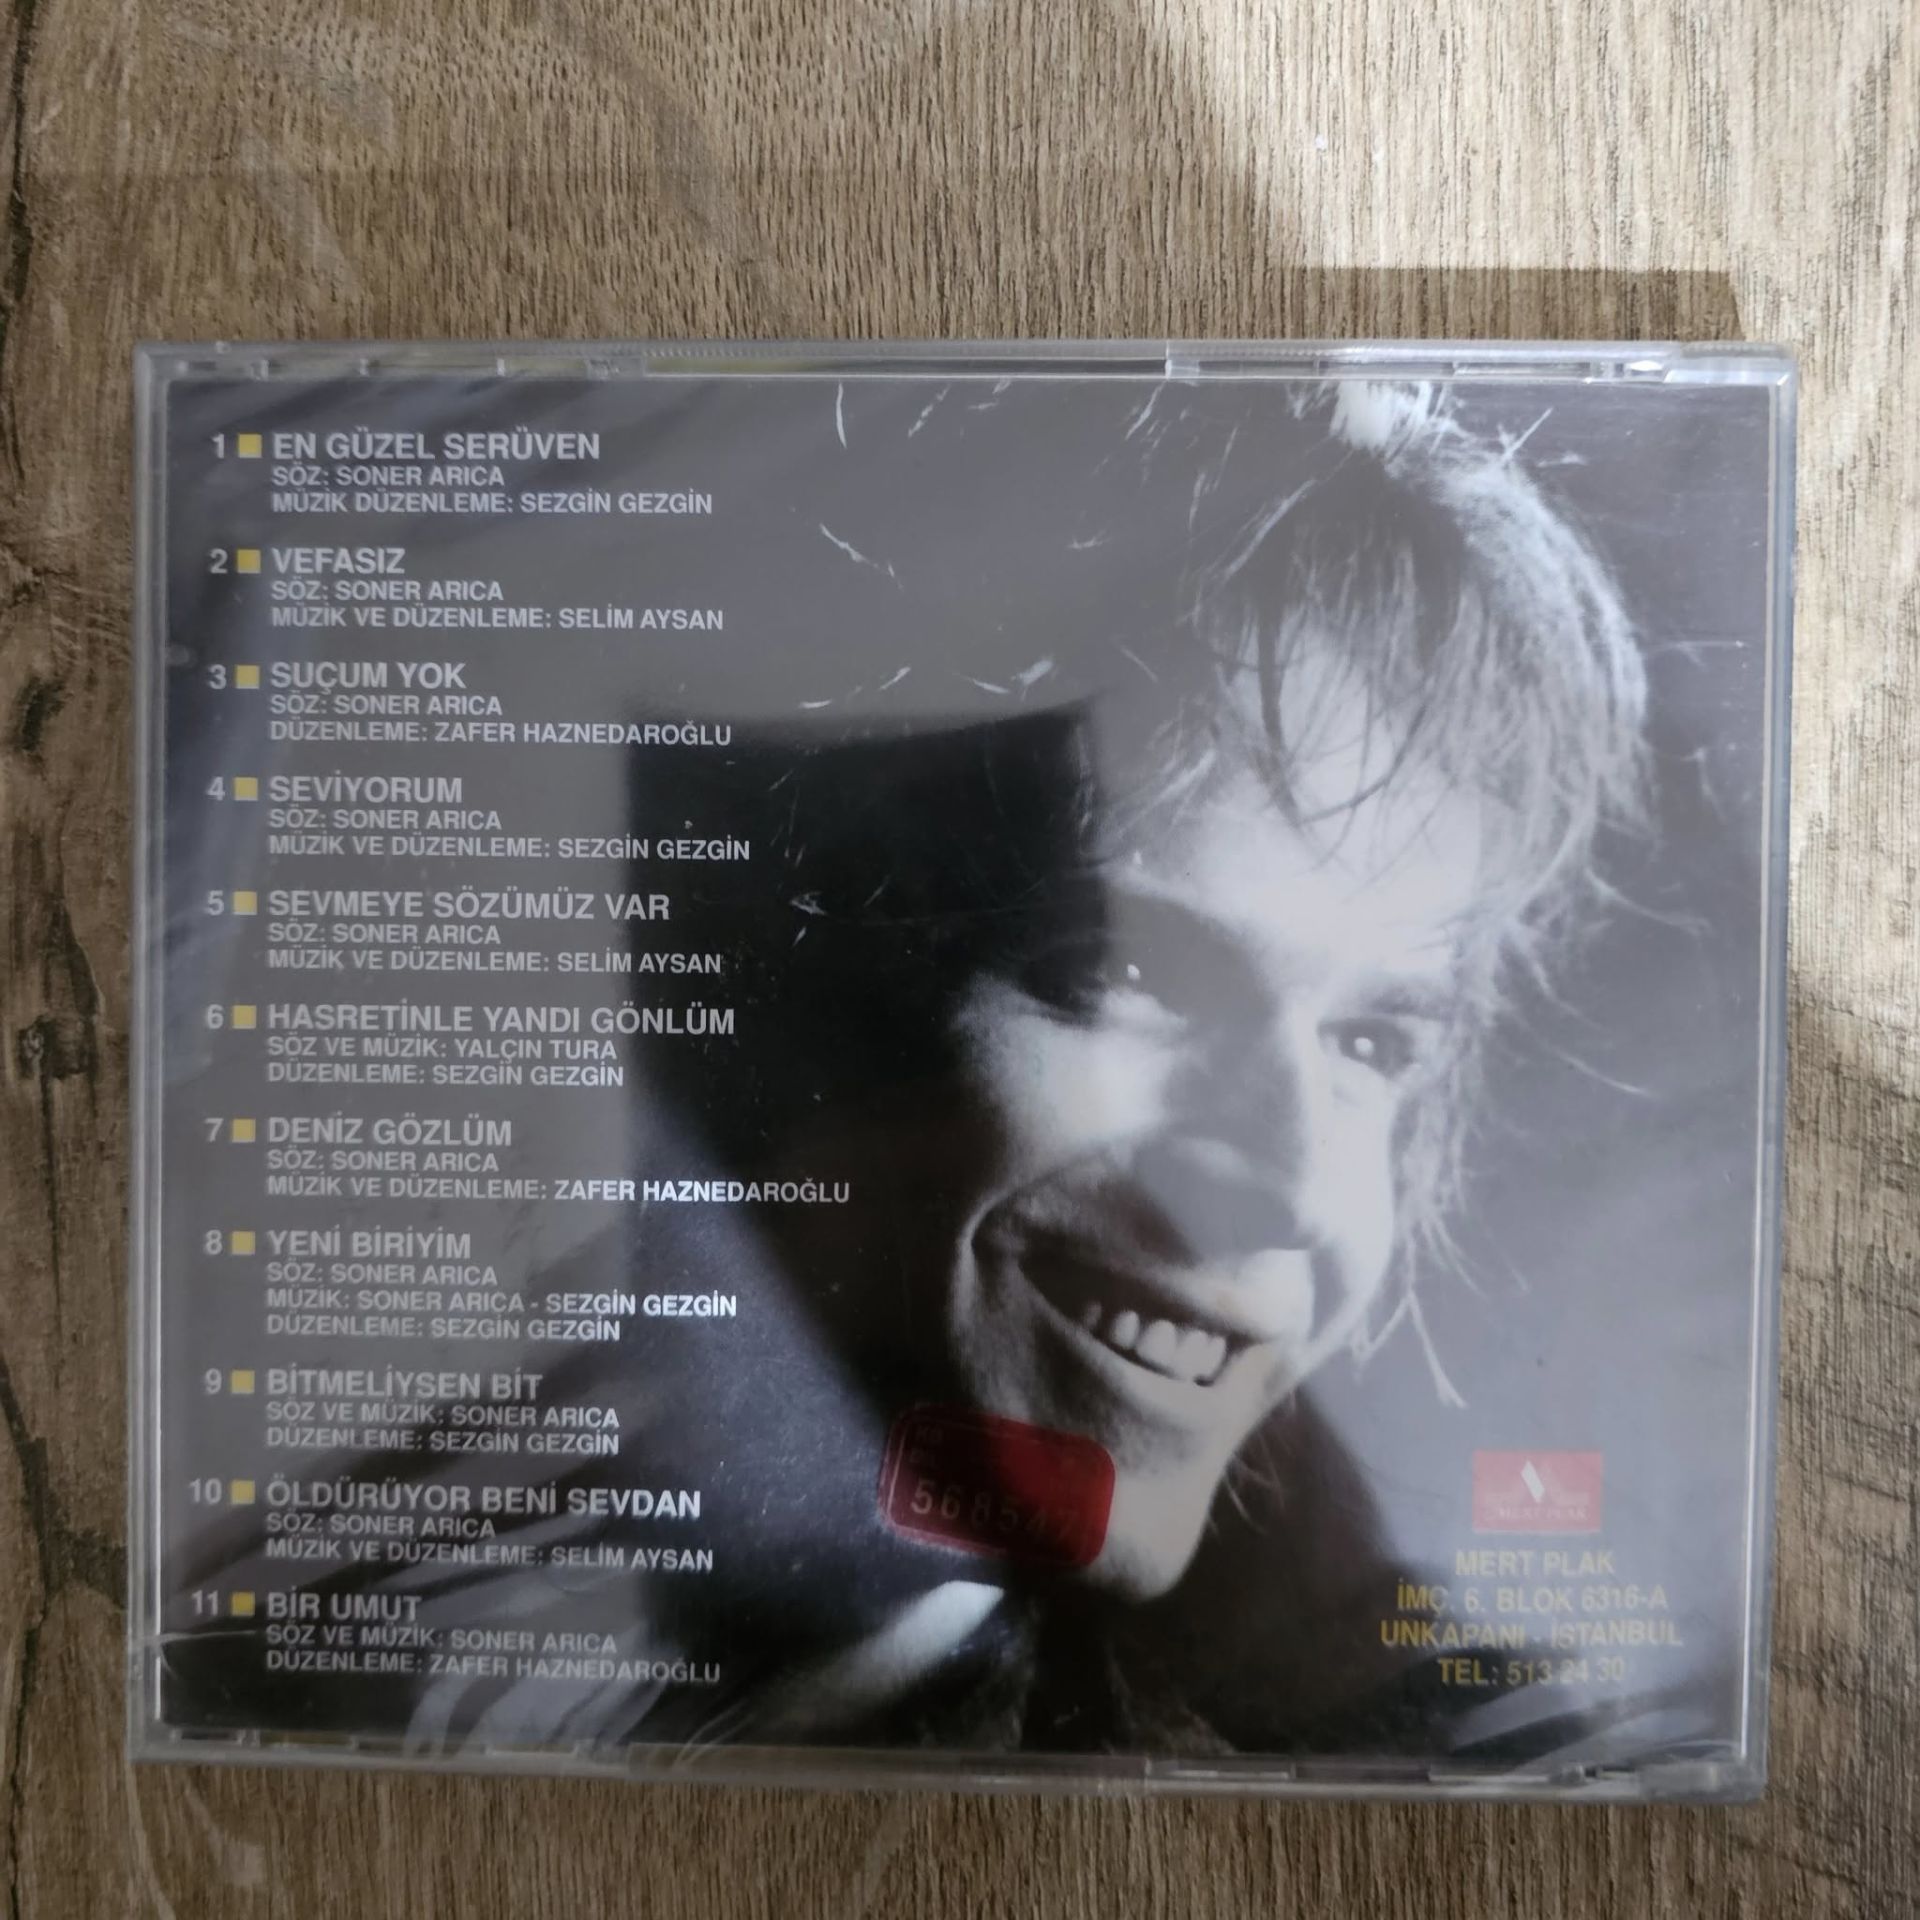 1 EN GÜZEL SERÜVEN
SÖZ: SONER ARICA
MÜZİK DÜZENLEME: SEZGİN GEZGİN
2 VEFASIZ
SÖZ: SONER ARICA
MÜZİK VE DÜZENLEME: SELİM AYSAN
3 SUÇUM YOK
SÖZ: SONER ARICA
DÜZENLEME: ZAFER HAZNEDAROĞLU
4 SEVİYORUM
SÖZ: SONER ARICA
MÜZİK VE DÜZENLEME: SEZGİN GEZGİN
5 SEVMEYE SÖZÜMÜZ VAR
SÖZ: SONER ARICA
MÜZİK VE DÜZENLEME: SELİM AYSAN
6 HASRETİNLE YANDI GÖNLÜM
SÖZ VE MÜZİK: YALÇIN TURA
DÜZENLEME: SEZGİN GEZGİN
7 DENİZ GÖZLÜM
SÖZ: SONER ARICA
MÜZİK VE DÜZENLEME: ZAFER HAZNEDAROĞLU
8 YENİ BİRİYİM
SÖZ: SONER ARICA
MÜZİK: SONER ARICA - SEZGİN GEZGİN
DÜZENLEME: SEZGİN GEZGİN
9 BİTMELİYSEN BİT
SÖZ VE MÜZİK: SONER ARICA
DÜZENLEME: SEZGİN GEZGİN
10 ÖLDÜRÜYOR BENİ SEVDAN
SÖZ: SONER ARICA
MÜZİK VE DÜZENLEME: SELİM AYSAN
11 BİR UMUT
SÖZ VE MÜZİK: SONER ARICA
DÜZENLEME: ZAFER HAZNEDAROĞLU
568547
MERT PLAK
MERT PLAK
İMÇ. 6. BLOK 6316-A
UNKAPANI - İSTANBUL
TEL: 513 24 30